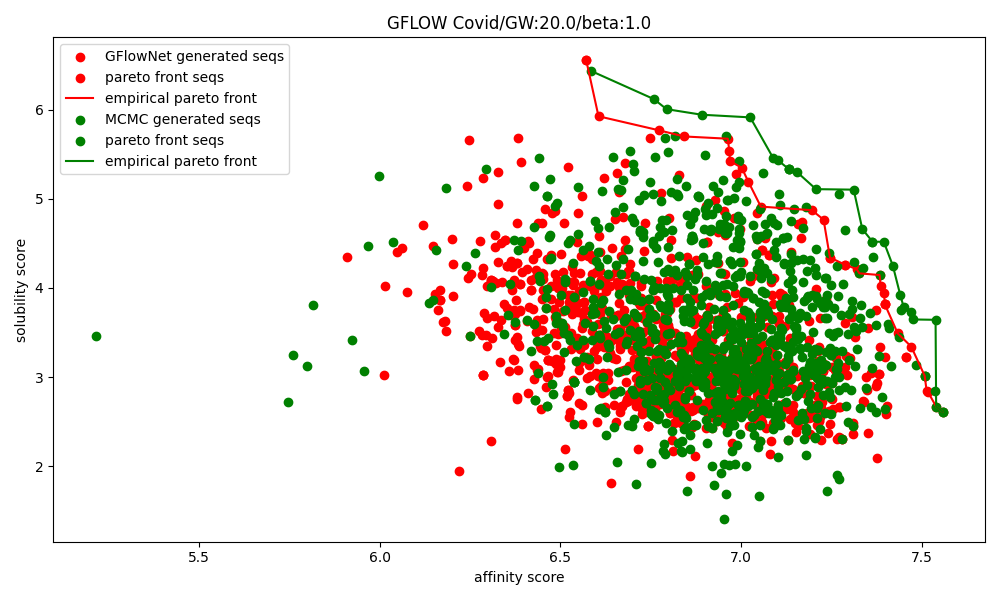 GFLOW Covid/GW:20.0/beta:1.0
GFlowNet generated seqs
pareto front seqs
empirical pareto front
MCMC generated seqs
pareto front seqs
empirical pareto front
6
5
4
3
2
solubility score
5.5
6.0
6.5
7.0
7.5
affinity score